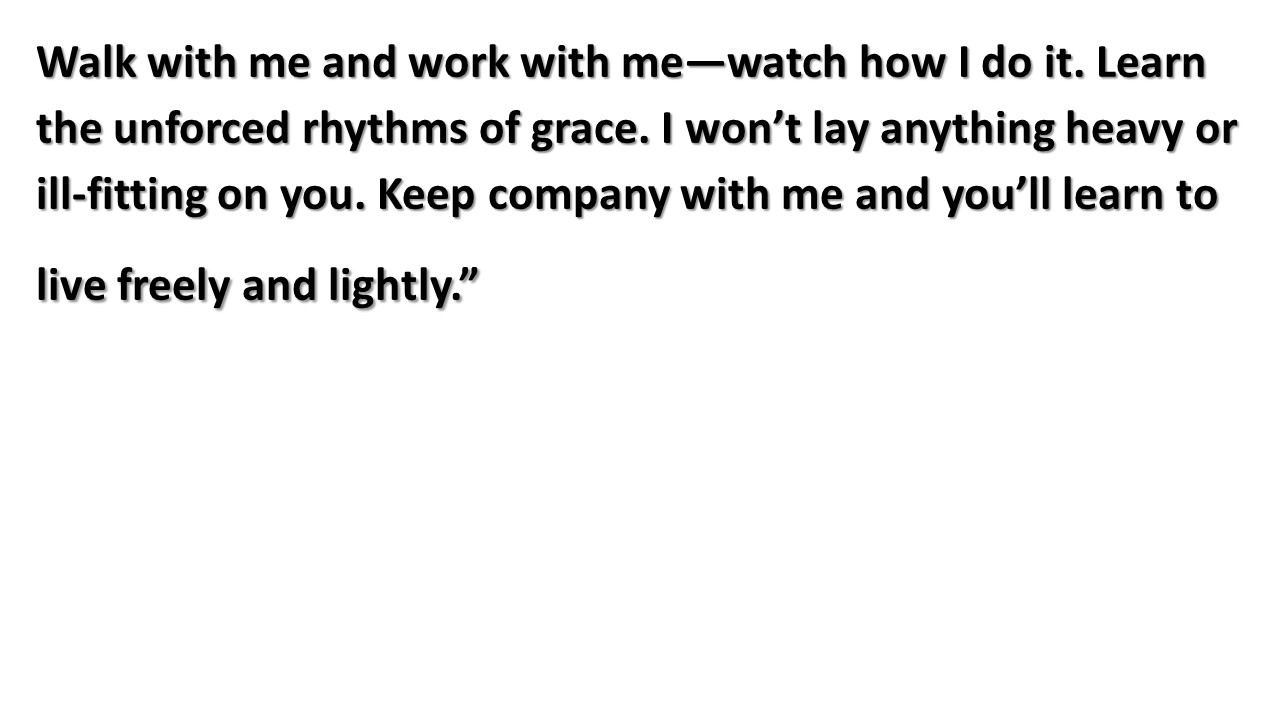 Walk with me and work with me—watch how I do it. Learn
the unforced rhythms of grace. I won’t lay anything heavy or
ill-fitting on you. Keep company with me and you’ll learn to
live freely and lightly.”